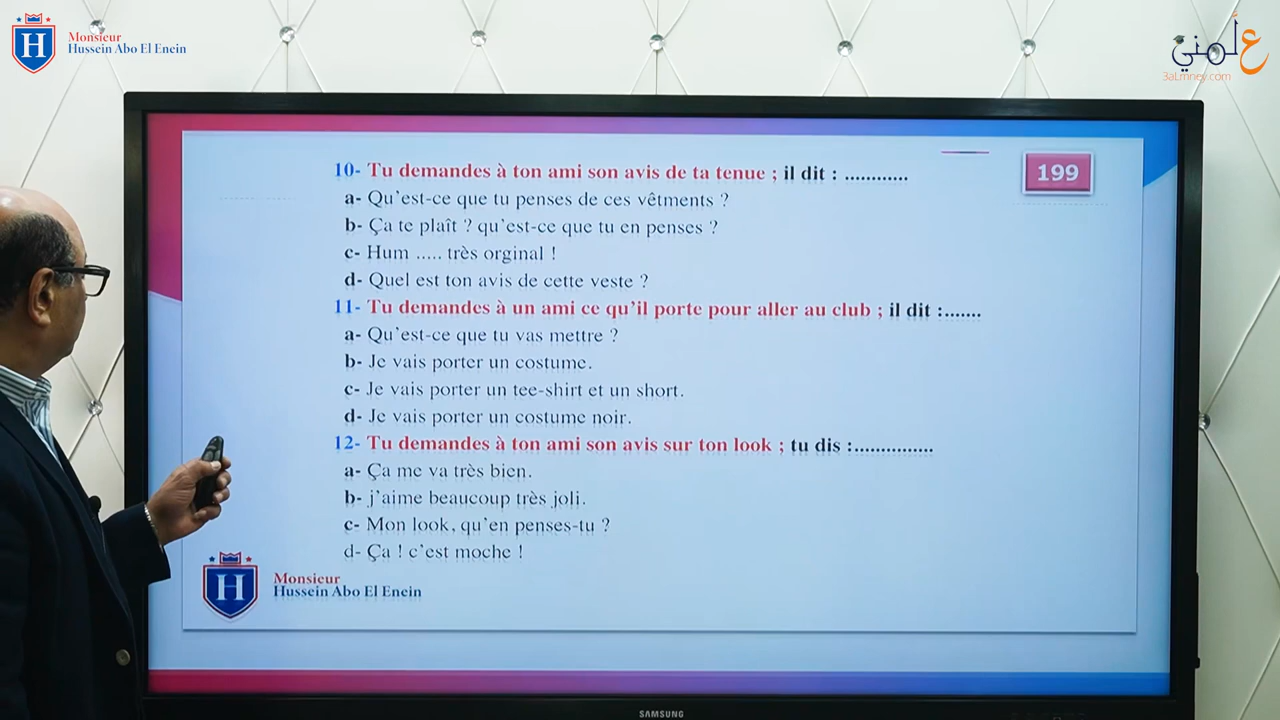 Monsieur
Hussein Abo El Enein
علمني
3aLmney.com
199
10- Tu demandes à ton ami son avis de ta tenue ; il dit : ............
a- Qu'est-ce que tu penses de ces vêtments ?
b- Ça te plaît ? qu'est-ce que tu en penses ?
c- Hum ..... très orginal !
d- Quel est ton avis de cette veste ?
11- Tu demandes à un ami ce qu'il porte pour aller au club ; il dit :.......
a- Qu'est-ce que tu vas mettre ?
b- Je vais porter un costume.
c- Je vais porter un tee-shirt et un short.
d- Je vais porter un costume noir.
12- Tu demandes à ton ami son avis sur ton look ; tu dis :...............
a- Ça me va très bien.
b- j'aime beaucoup très joli.
c- Mon look, qu'en penses-tu ?
d- Ça ! c'est moche !
H
Monsieur
Hussein Abo El Enein
SAMSUNG